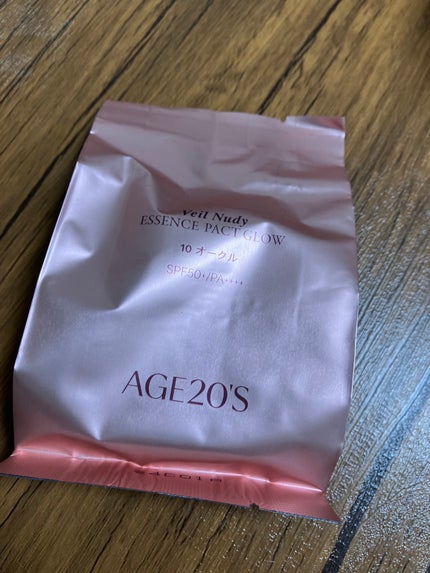 Veil Nudy
ESSENCE PACT GLOW
10 オークル
SPF50+/PA++++
AGE20'S